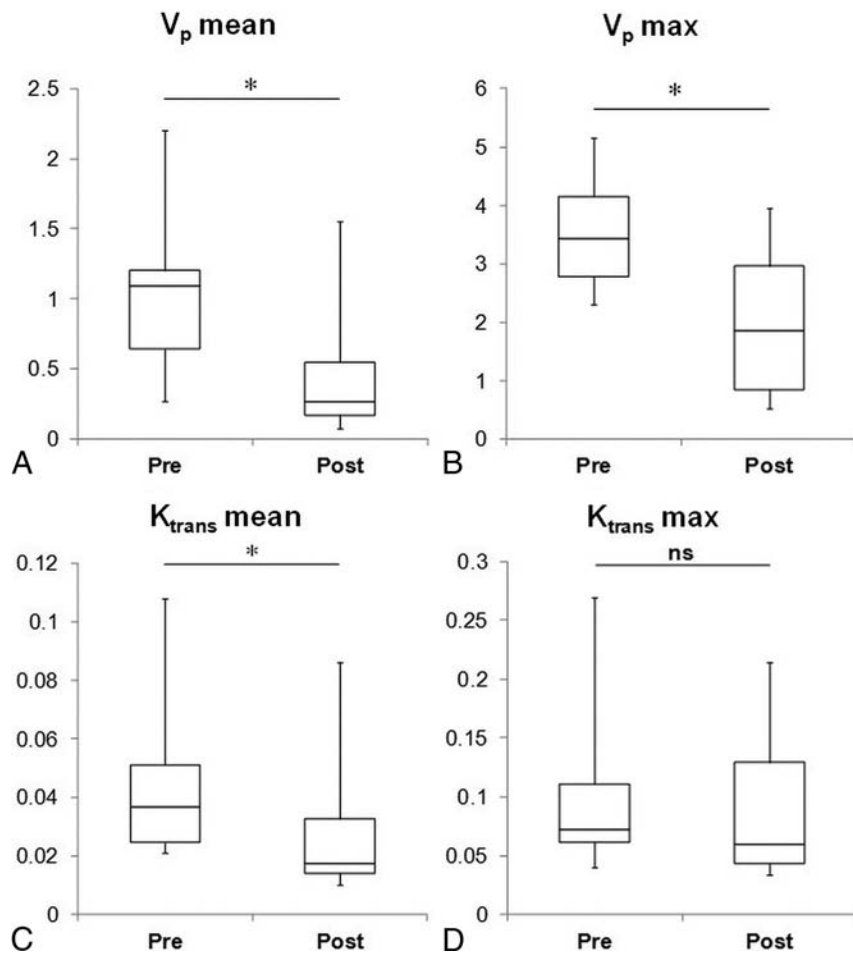 Vp mean
2.5
2
1.5
1
0.5
0
*
Pre Post
A
Vp max
6
5
4
3
2
1
0
*
Pre Post
B
Ktrans mean
0.12
0.1
0.08
0.06
0.04
0.02
0
*
Pre Post
C
Ktrans max
0.3
0.25
0.2
0.15
0.1
0.05
0
ns
Pre Post
D